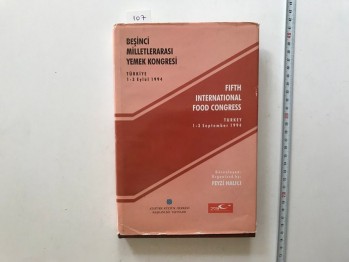 107
BEŞİNCİ
MİLLETLERARASI
YEMEK KONGRESİ
TÜRKİYE
1-3 Eylül 1994
FIFTH
INTERNATIONAL
FOOD CONGRESS
TURKEY
1-3 September 1994
Organized by:
FEYZİ HALICI